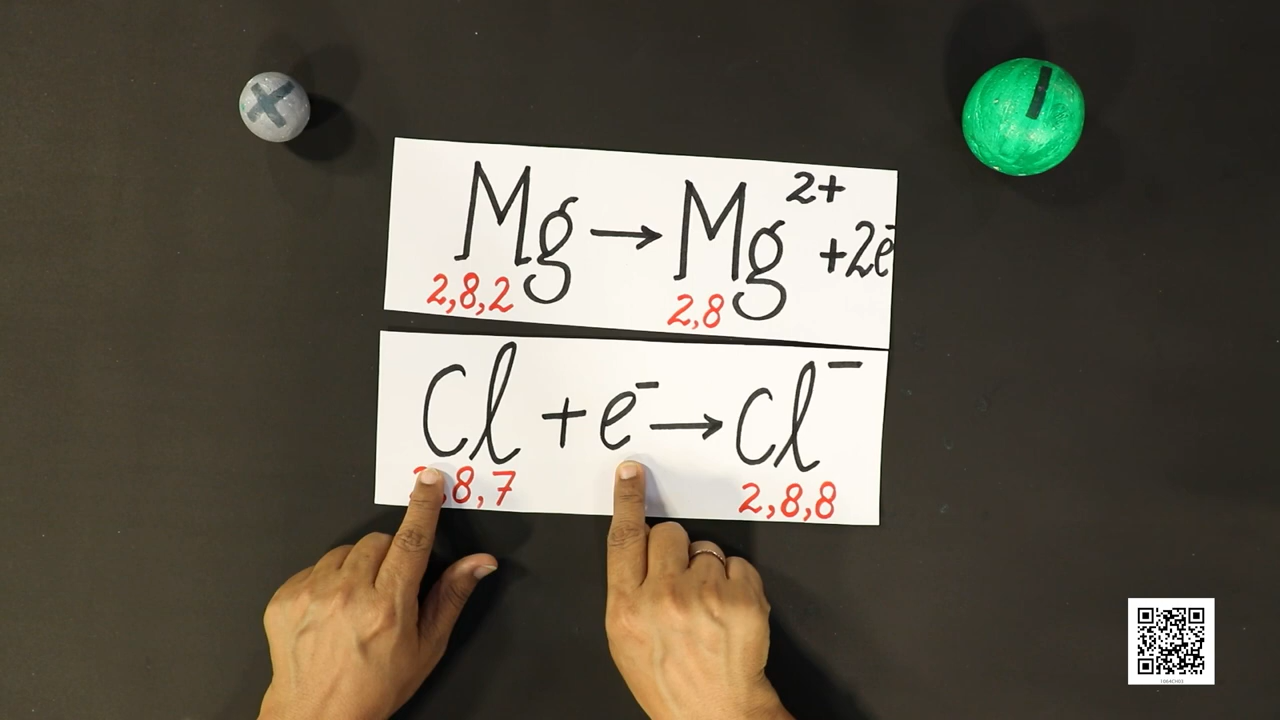 Mg → Mg²⁺ +2e⁻
2,8,2 2,8
Cl + e⁻ → Cl⁻
,8,7 2,8,8